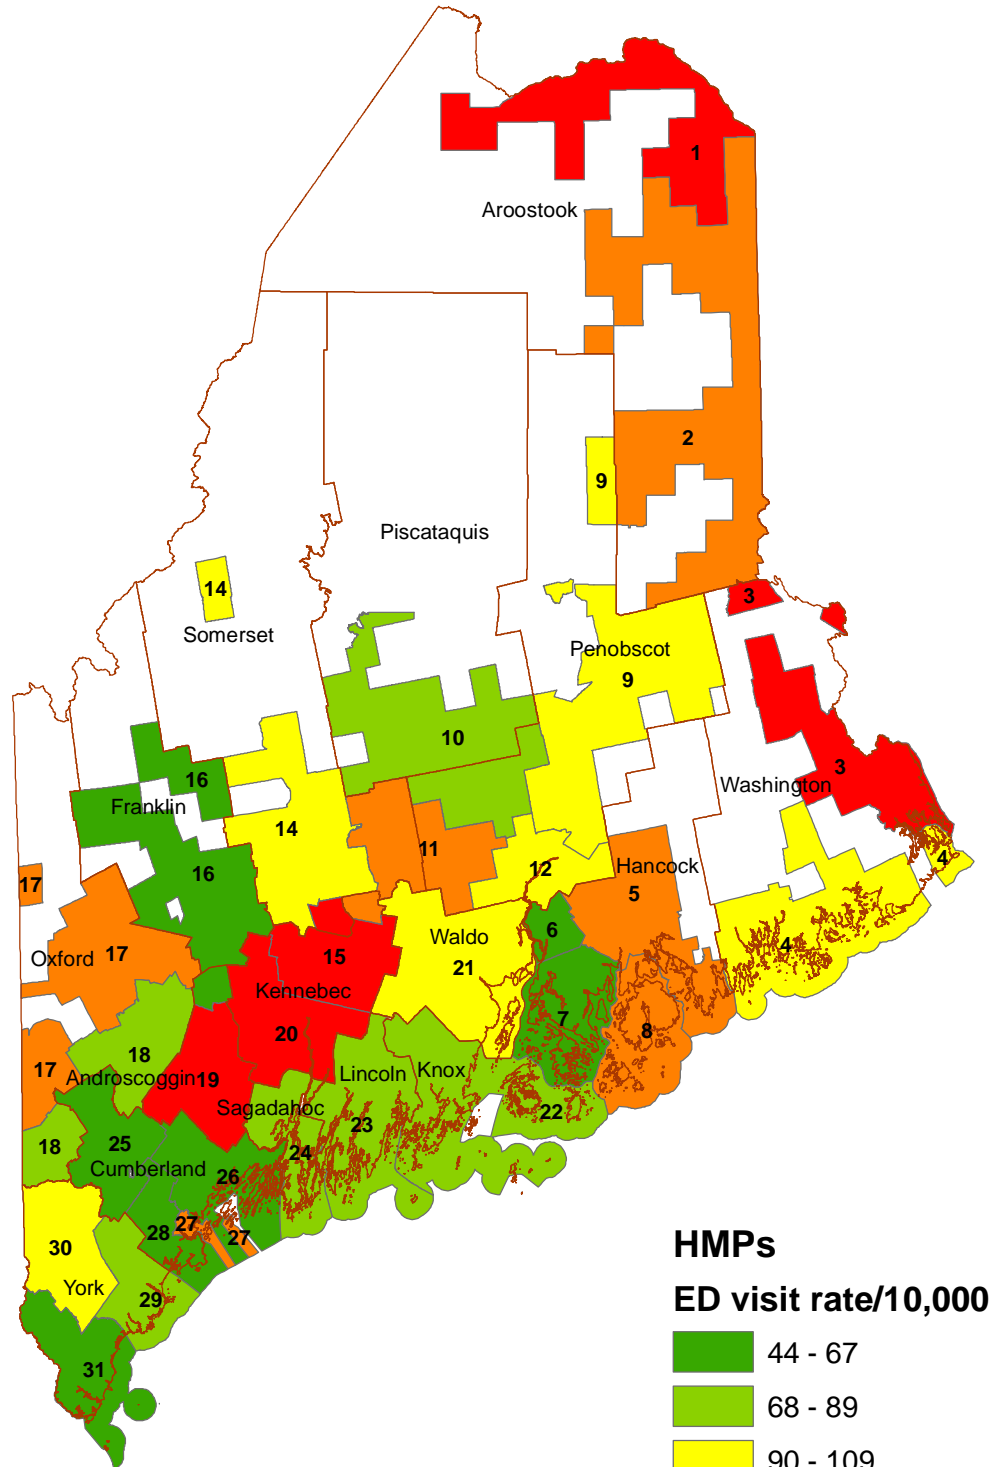 1
Aroostook
2
9
Piscataquis
14
3
Somerset
Penobscot
9
10
3
16
Washington
Franklin
14
11
4
12
Hancock
16
17
5
6
Waldo
4
17
15
Oxford
21
Kennebec
7
8
20
18
17
Lincoln
Knox
Androscoggin
19
Sagadahoc
22
23
18
25
24
Cumberland
26
27
28
27
30
York
29
31
HMPs
ED visit rate/10,000
44 - 67
68 - 89
90 - 109